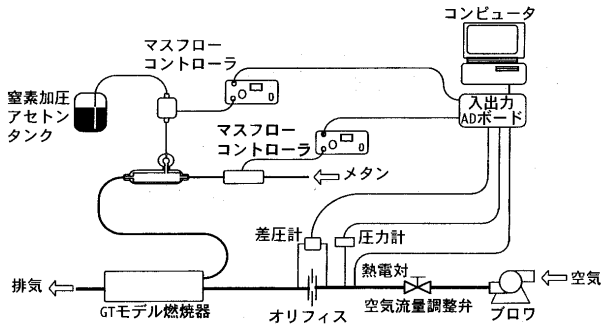 コンピュータ
マスフロー
コントローラ
窒素加圧
アセトン
タンク
入出力
ADボード
マスフロー
コントローラ
メタン
差圧計
圧力計
熱電対
排気
空気
GTモデル燃焼器
オリフィス
空気流量調整弁
ブロワ